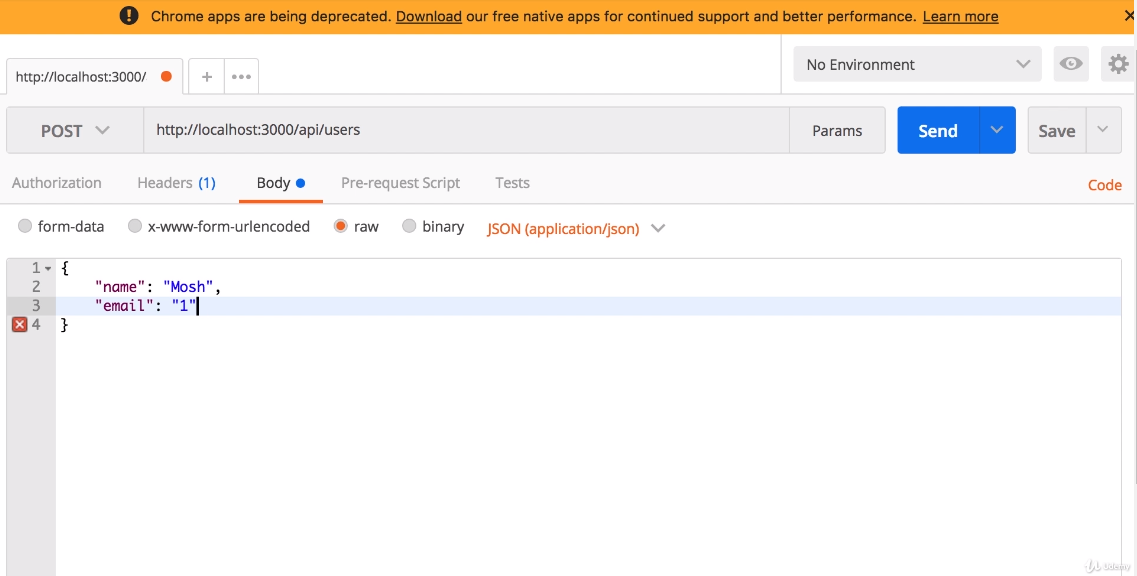 Chrome apps are being deprecated. Download our free native apps for continued support and better performance. Learn more
http://localhost:3000/
No Environment
POST http://localhost:3000/api/users Params Send Save
Authorization Headers (1) Body Pre-request Script Tests Code
form-data x-www-form-urlencoded raw binary JSON (application/json)
1 {
2 "name": "Mosh",
3 "email": "1"
4 }
Udemy